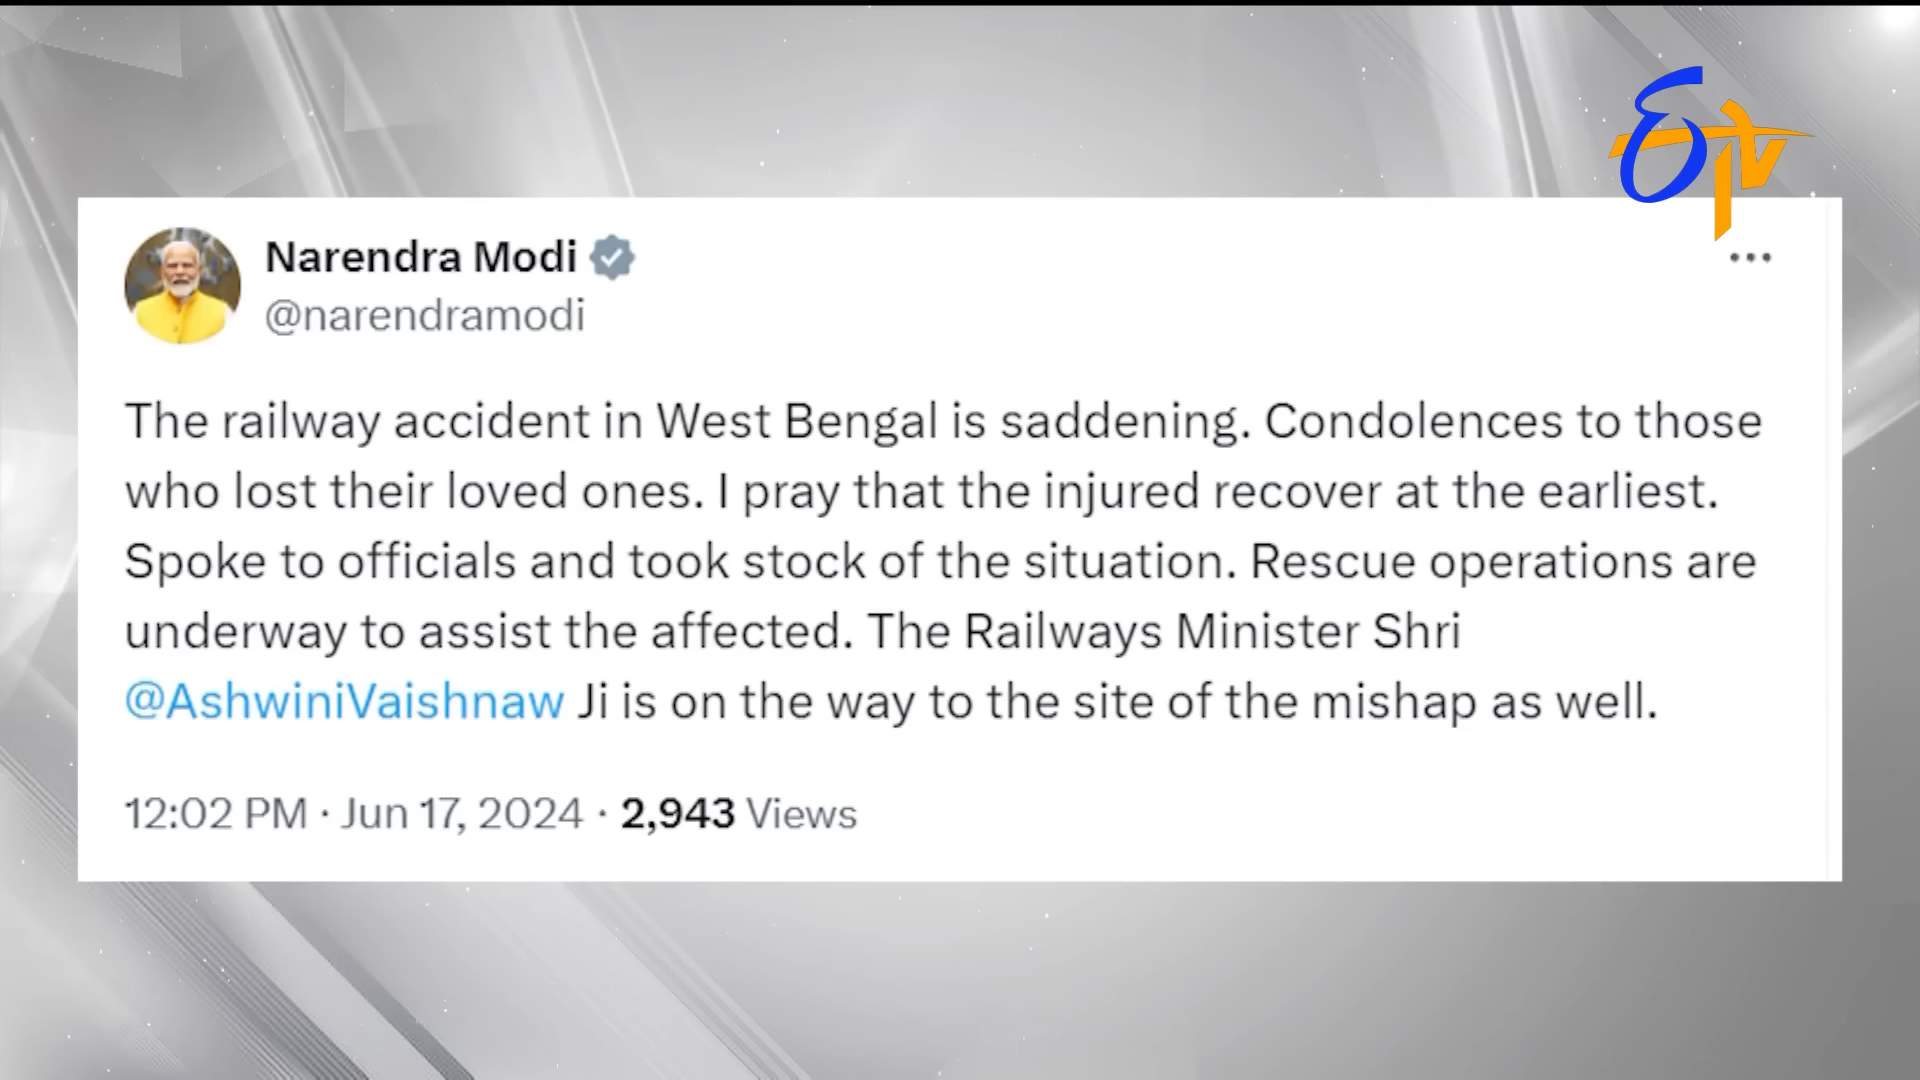 ETV
Narendra Modi
@narendramodi
The railway accident in West Bengal is saddening. Condolences to those
who lost their loved ones. I pray that the injured recover at the earliest.
Spoke to officials and took stock of the situation. Rescue operations are
underway to assist the affected. The Railways Minister Shri
@AshwiniVaishnaw Ji is on the way to the site of the mishap as well.
12:02 PM · Jun 17, 2024 · 2,943 Views